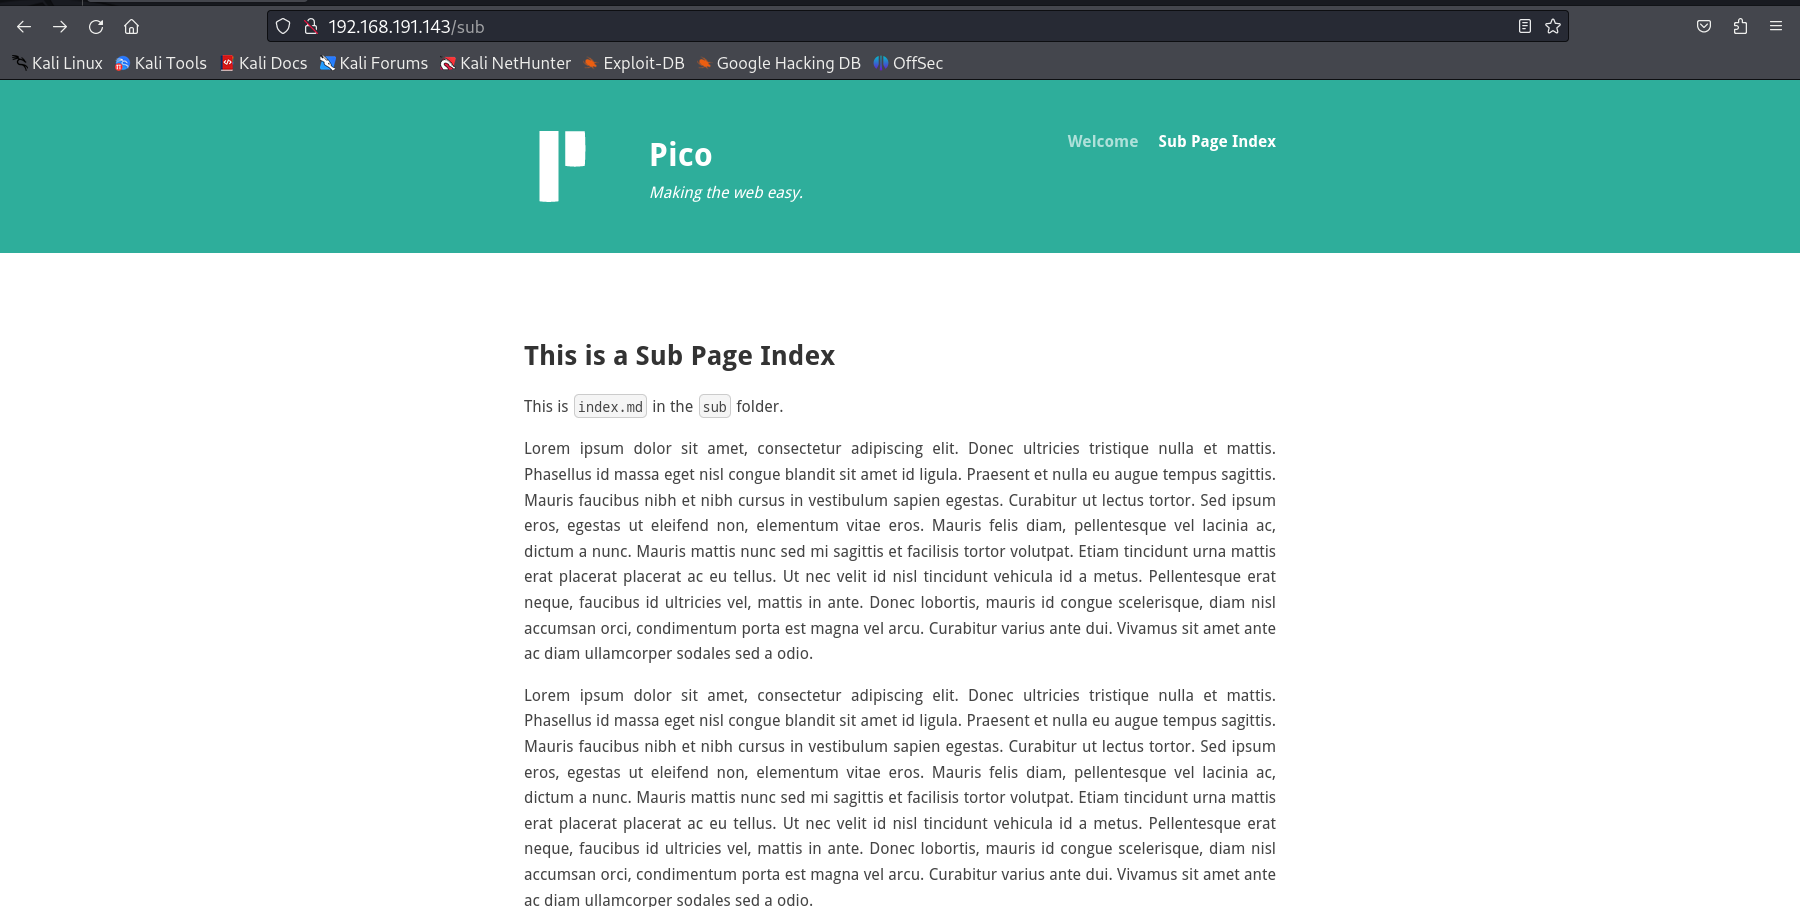 192.168.191.143/sub
Kali Linux Kali Tools Kali Docs Kali Forums Kali NetHunter Exploit-DB Google Hacking DB OffSec
Pico
Making the web easy.
Welcome Sub Page Index
This is a Sub Page Index
This is index.md in the sub folder.
Lorem ipsum dolor sit amet, consectetur adipiscing elit. Donec ultricies tristique nulla et mattis.
Phasellus id massa eget nisl congue blandit sit amet id ligula. Praesent et nulla eu augue tempus sagittis.
Mauris faucibus nibh et nibh cursus in vestibulum sapien egestas. Curabitur ut lectus tortor. Sed ipsum
eros, egestas ut eleifend non, elementum vitae eros. Mauris felis diam, pellentesque vel lacinia ac,
dictum a nunc. Mauris mattis nunc sed mi sagittis et facilisis tortor volutpat. Etiam tincidunt urna mattis
erat placerat placerat ac eu tellus. Ut nec velit id nisl tincidunt vehicula id a metus. Pellentesque erat
neque, faucibus id ultricies vel, mattis in ante. Donec lobortis, mauris id congue scelerisque, diam nisl
accumsan orci, condimentum porta est magna vel arcu. Curabitur varius ante dui. Vivamus sit amet ante
ac diam ullamcorper sodales sed a odio.
Lorem ipsum dolor sit amet, consectetur adipiscing elit. Donec ultricies tristique nulla et mattis.
Phasellus id massa eget nisl congue blandit sit amet id ligula. Praesent et nulla eu augue tempus sagittis.
Mauris faucibus nibh et nibh cursus in vestibulum sapien egestas. Curabitur ut lectus tortor. Sed ipsum
eros, egestas ut eleifend non, elementum vitae eros. Mauris felis diam, pellentesque vel lacinia ac,
dictum a nunc. Mauris mattis nunc sed mi sagittis et facilisis tortor volutpat. Etiam tincidunt urna mattis
erat placerat placerat ac eu tellus. Ut nec velit id nisl tincidunt vehicula id a metus. Pellentesque erat
neque, faucibus id ultricies vel, mattis in ante. Donec lobortis, mauris id congue scelerisque, diam nisl
accumsan orci, condimentum porta est magna vel arcu. Curabitur varius ante dui. Vivamus sit amet ante
ac diam ullamcorper sodales sed a odio.